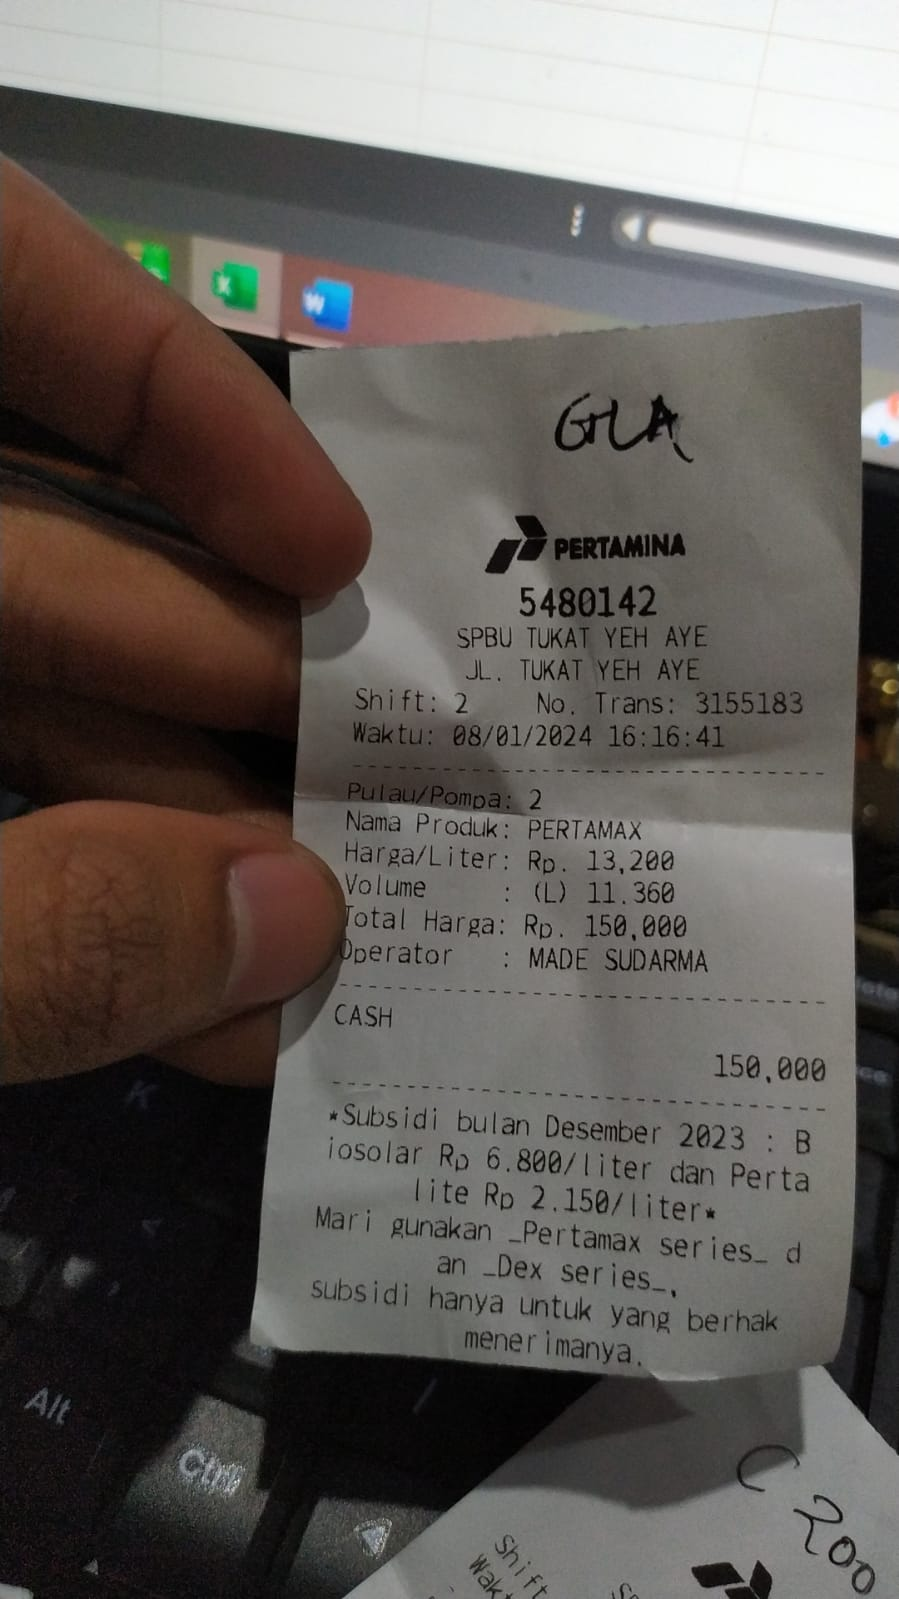 GLA
PERTAMINA
5480142
SPBU TUKAT YEH AYE
JL. TUKAT YEH AYE
Shift: 2 No. Trans: 3155183
Waktu: 08/01/2024 16:16:41
Pulau/Pompa: 2
Nama Produk: PERTAMAX
Harga/Liter: Rp. 13,200
Volume : (L) 11.360
Total Harga: Rp. 150,000
Operator : MADE SUDARMA
CASH
150,000
*Subsidi bulan Desember 2023 : B
iosolar Rp 6.800/liter dan Perta
lite Rp 2.150/liter*
Mari gunakan _Pertamax series_ d
an _Dex series_,
subsidi hanya untuk yang berhak
menerimanya.
K
Alt
Ctrl
C 200
Shift